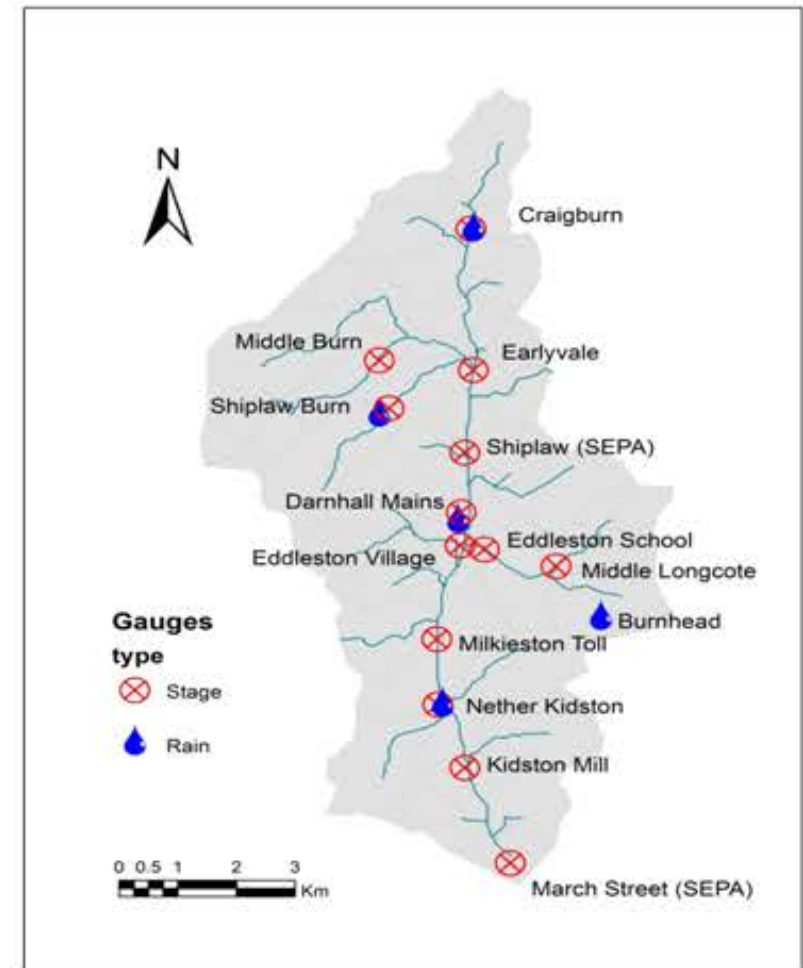 N
Craigburn
Middle Burn
Earlyvale
Shiplaw Burn
Shiplaw (SEPA)
Darnhall Mains
Eddleston Village
Eddleston School
Middle Longcote
Burnhead
Gauges
type
Stage
Rain
Milkieston Toll
Nether Kidston
Kidston Mill
0 0.5 1 2 3
Km
March Street (SEPA)